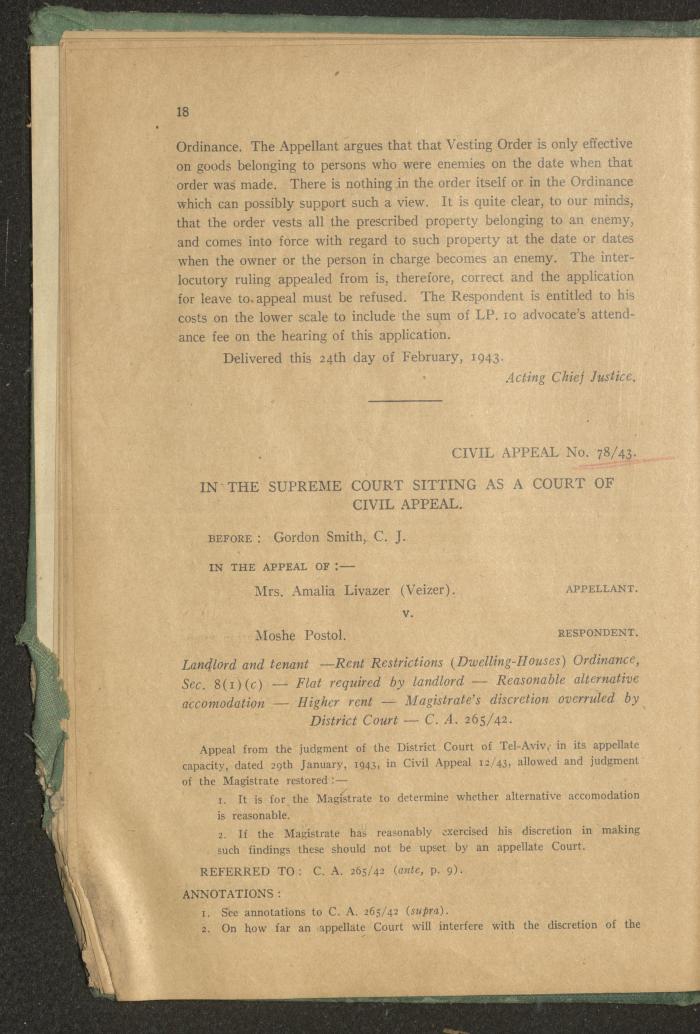 18
Ordinance. The Appellant argues that that Vesting Order is only effective
on goods belonging to persons who were enemies on the date when that
order was made. There is nothing in the order itself or in the Ordinance
which can possibly support such a view. It is quite clear, to our minds,
that the order vests all the prescribed property belonging to an enemy,
and comes into force with regard to such property at the date or dates
when the owner or the person in charge becomes an enemy. The inter-
locutory ruling appealed from is, therefore, correct and the application
for leave to appeal must be refused. The Respondent is entitled to his
costs on the lower scale to include the sum of LP. 10 advocate's attend-
ance fee on the hearing of this application.
Delivered this 24th day of February, 1943.
Acting Chief Justice.
CIVIL APPEAL No. 78/43.
IN THE SUPREME COURT SITTING AS A COURT OF
CIVIL APPEAL.
BEFORE : Gordon Smith, C. J.
IN THE APPEAL OF :—
Mrs. Amalia Livazer (Veizer). APPELLANT.
v.
Moshe Postol. RESPONDENT.
Landlord and tenant —Rent Restrictions (Dwelling-Houses) Ordinance,
Sec. 8(1)(c) — Flat required by landlord — Reasonable alternative
accomodation — Higher rent — Magistrate's discretion overruled by
District Court — C. A. 265/42.
Appeal from the judgment of the District Court of Tel-Aviv, in its appellate
capacity, dated 29th January, 1943, in Civil Appeal 12/43, allowed and judgment
of the Magistrate restored :—
1. It is for the Magistrate to determine whether alternative accomodation
is reasonable.
2. If the Magistrate has reasonably exercised his discretion in making
such findings these should not be upset by an appellate Court.
REFERRED TO : C. A. 265/42 (ante, p. 9).
ANNOTATIONS :
1. See annotations to C. A. 265/42 (supra).
2. On how far an appellate Court will interfere with the discretion of the